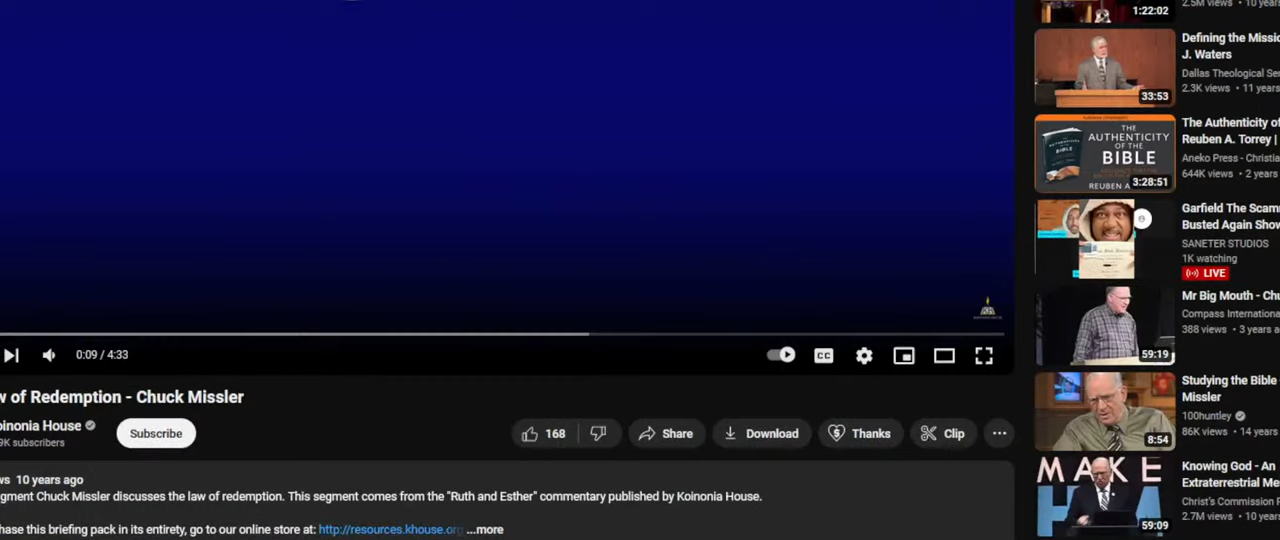 2.5M views • 10 years
1:22:02
Defining the Missio
J. Waters
Dallas Theological Ser
2.3K views • 11 years
33:53
The Authenticity of
Reuben A. Torrey |
Aneko Press - Christia
644K views • 2 years
THE
AUTHENTICITY
OF THE
BIBLE
REUBEN A
3:28:51
Garfield The Scam
Busted Again Show
SANETER STUDIOS
1K watching
LIVE
Mr Big Mouth - Chu
Compass Internationa
388 views • 3 years a
59:19
Studying the Bible
Missler
100huntley
86K views • 14 years
8:54
Knowing God - An
Extraterrestrial Me
Christ's Commission F
2.7M views • 10 years
MAKE
59:09
0:09 / 4:33
CC
w of Redemption - Chuck Missler
oinonia House
9K subscribers
Subscribe
168
Share
Download
Thanks
Clip
ws 10 years ago
gment Chuck Missler discusses the law of redemption. This segment comes from the "Ruth and Esther" commentary published by Koinonia House.
hase this briefing pack in its entirety, go to our online store at: http://resources.khouse.org ...more